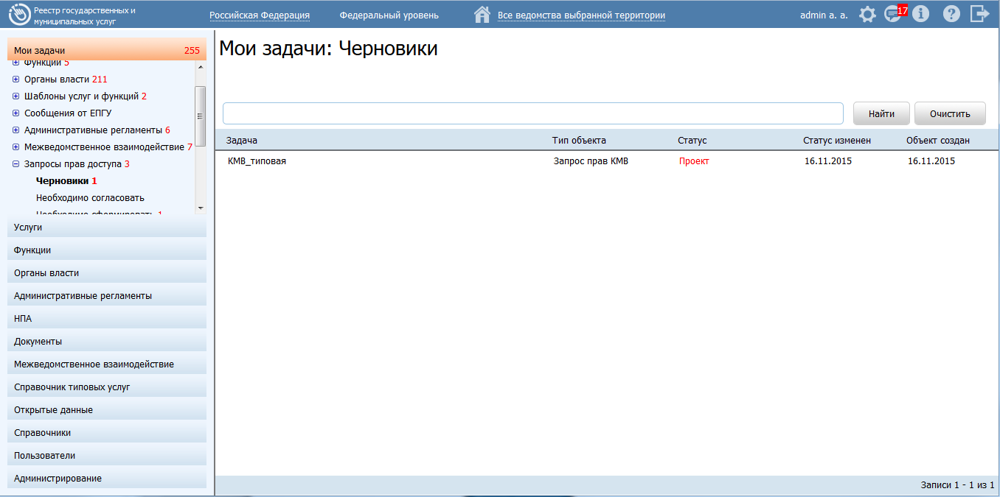 Реестр государственных и
муниципальных услуг
Российская Федерация
Федеральный уровень
Все ведомства выбранной территории
admin a. a.
17
Мои задачи 255
Функции 5
Органы власти 211
Шаблоны услуг и функций 2
Сообщения от ЕПГУ
Административные регламенты 6
Межведомственное взаимодействие 7
Запросы прав доступа 3
Черновики 1
Необходимо согласовать
Необходимо сформировать 1
Услуги
Функции
Органы власти
Административные регламенты
НПА
Документы
Межведомственное взаимодействие
Справочник типовых услуг
Открытые данные
Справочники
Пользователи
Администрирование
Мои задачи: Черновики
Найти Очистить
Задача Тип объекта Статус Статус изменен Объект создан
КМВ_типовая Запрос прав КМВ Проект 16.11.2015 16.11.2015
Записи 1 - 1 из 1